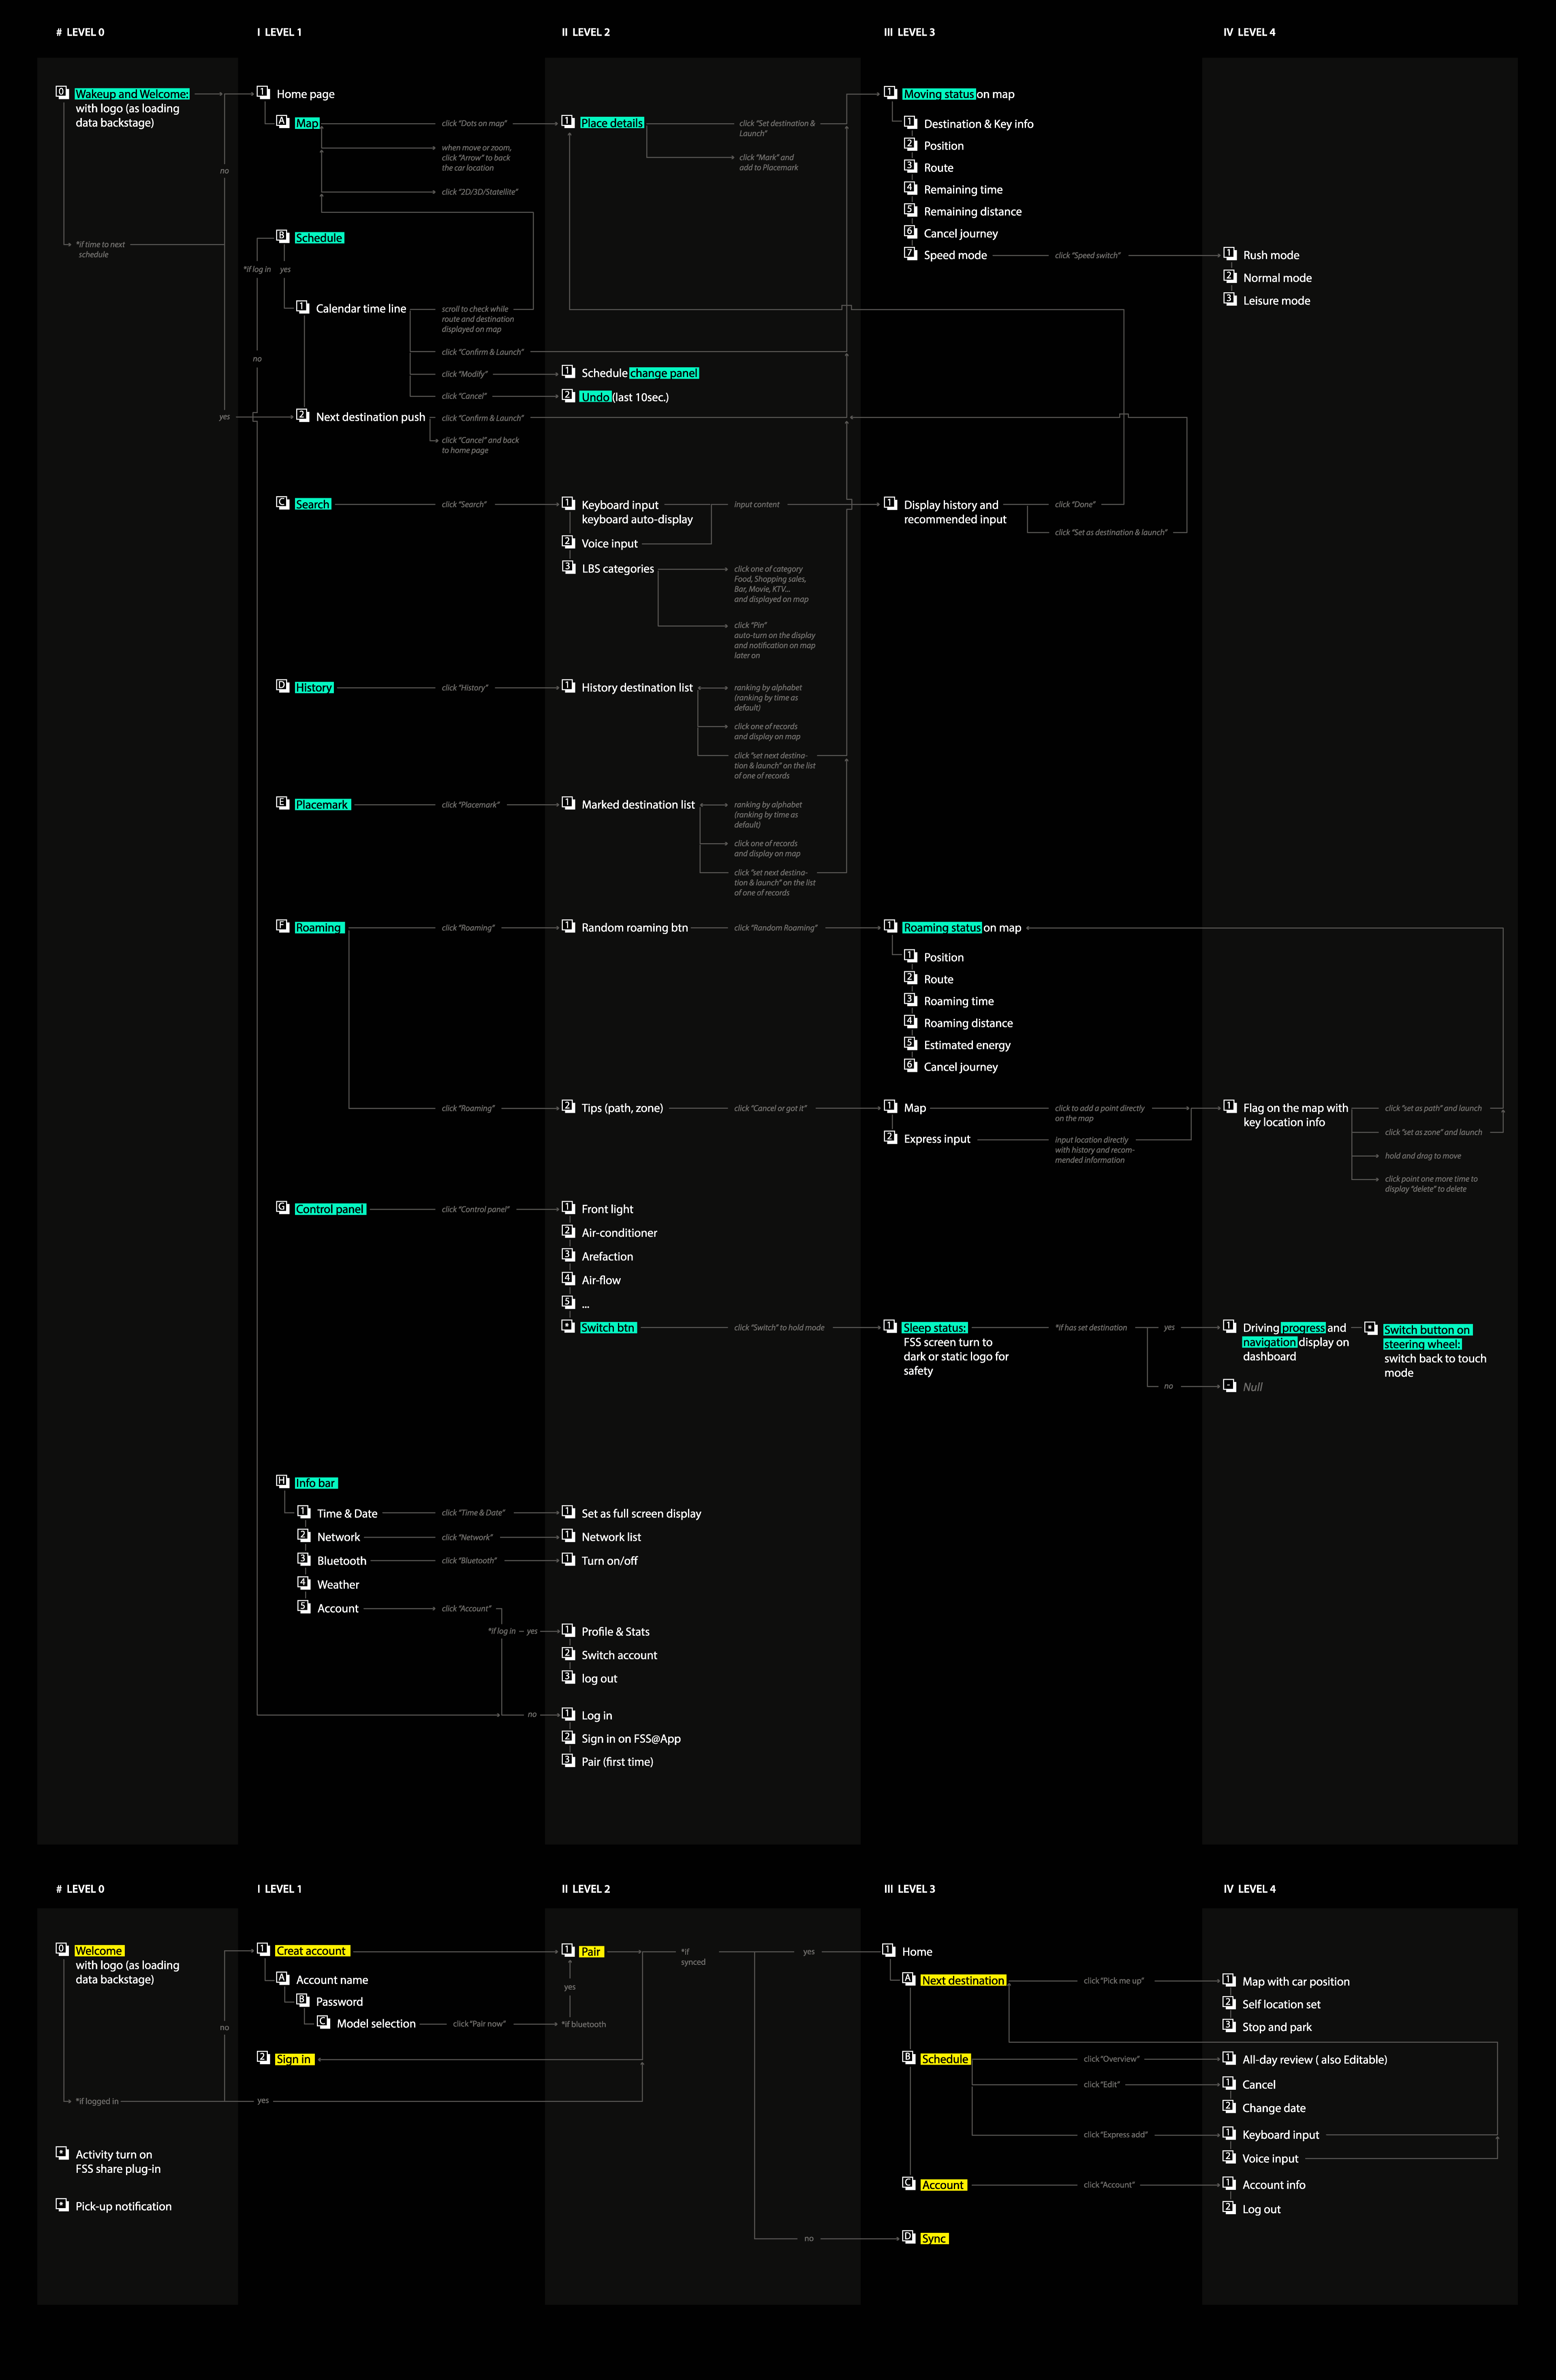 # LEVEL 0
I LEVEL 1
II LEVEL 2
III LEVEL 3
IV LEVEL 4
0 Wakeup and Welcome:
with logo (as loading
data backstage)
no
*if time to next
schedule
yes
1 Home page
A Map
click "Dots on map"
when move or zoom,
click "Arrow" to back
the car location
click "2D/3D/Statellite"
1 Place details
click "Set destination &
Launch"
click "Mark" and
add to Placemark
1 Moving status on map
1 Destination & Key info
2 Position
3 Route
4 Remaining time
5 Remaining distance
6 Cancel journey
7 Speed mode
click "Speed switch"
1 Rush mode
2 Normal mode
3 Leisure mode
B Schedule
*if log in
yes
no
1 Calendar time line
scroll to check while
route and destination
displayed on map
click "Confirm & Launch"
click "Modify"
click "Cancel"
1 Schedule change panel
2 Undo (last 10sec.)
2 Next destination push
click "Confirm & Launch"
click "Cancel" and back
to home page
C Search
click "Search"
1 Keyboard input
keyboard auto-display
input content
2 Voice input
3 LBS categories
click one of category
Food, Shopping sales,
Bar, Movie, KTV...
and displayed on map
click "Pin"
auto-turn on the display
and notification on map
later on
1 Display history and
recommended input
click "Done"
click "Set as destination & launch"
D History
click "History"
1 History destination list
ranking by alphabet
(ranking by time as
default)
click one of records
and display on map
click "set next destina-
tion & launch" on the list
of one of records
E Placemark
click "Placemark"
1 Marked destination list
ranking by alphabet
(ranking by time as
default)
click one of records
and display on map
click "set next destina-
tion & launch" on the list
of one of records
F Roaming
click "Roaming"
1 Random roaming btn
click "Random Roaming"
1 Roaming status on map
1 Position
2 Route
3 Roaming time
4 Roaming distance
5 Estimated energy
6 Cancel journey
click "Roaming"
2 Tips (path, zone)
click "Cancel or got it"
1 Map
click to add a point directly
on the map
2 Express input
input location directly
with history and recom-
mended information
1 Flag on the map with
key location info
click "set as path" and launch
click "set as zone" and launch
hold and drag to move
click point one more time to
display "delete" to delete
G Control panel
click "Control panel"
1 Front light
2 Air-conditioner
3 Arefaction
4 Air-flow
5 ...
* Switch btn
click "Switch" to hold mode
1 Sleep status:
FSS screen turn to
dark or static logo for
safety
*if has set destination
yes
no
1 Driving progress and
navigation display on
dashboard
* Switch button on
steering wheel:
switch back to touch
mode
- Null
H Info bar
1 Time & Date
click "Time & Date"
1 Set as full screen display
2 Network
click "Network"
1 Network list
3 Bluetooth
click "Bluetooth"
1 Turn on/off
4 Weather
5 Account
click "Account"
*if log in
yes
1 Profile & Stats
2 Switch account
3 log out
no
1 Log in
2 Sign in on FSS@App
3 Pair (first time)
# LEVEL 0
I LEVEL 1
II LEVEL 2
III LEVEL 3
IV LEVEL 4
0 Welcome
with logo (as loading
data backstage)
no
*if logged in
yes
* Activity turn on
FSS share plug-in
* Pick-up notification
1 Creat account
A Account name
B Password
C Model selection
click "Pair now"
*if bluetooth
yes
2 Sign in
1 Pair
*if
synced
yes
no
1 Home
A Next destination
click "Pick me up"
1 Map with car position
2 Self location set
3 Stop and park
B Schedule
click "Overview"
1 All-day review ( also Editable)
click "Edit"
1 Cancel
2 Change date
click "Express add"
1 Keyboard input
2 Voice input
C Account
click "Account"
1 Account info
2 Log out
D Sync